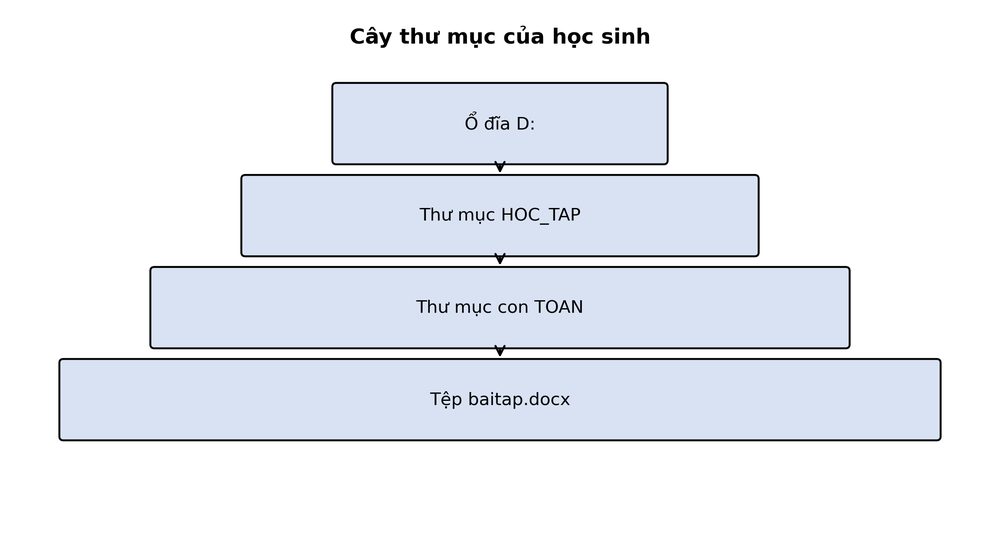 Cây thư mục của học sinh
Ổ đĩa D:
Thư mục HOC_TAP
Thư mục con TOAN
Tệp baitap.docx